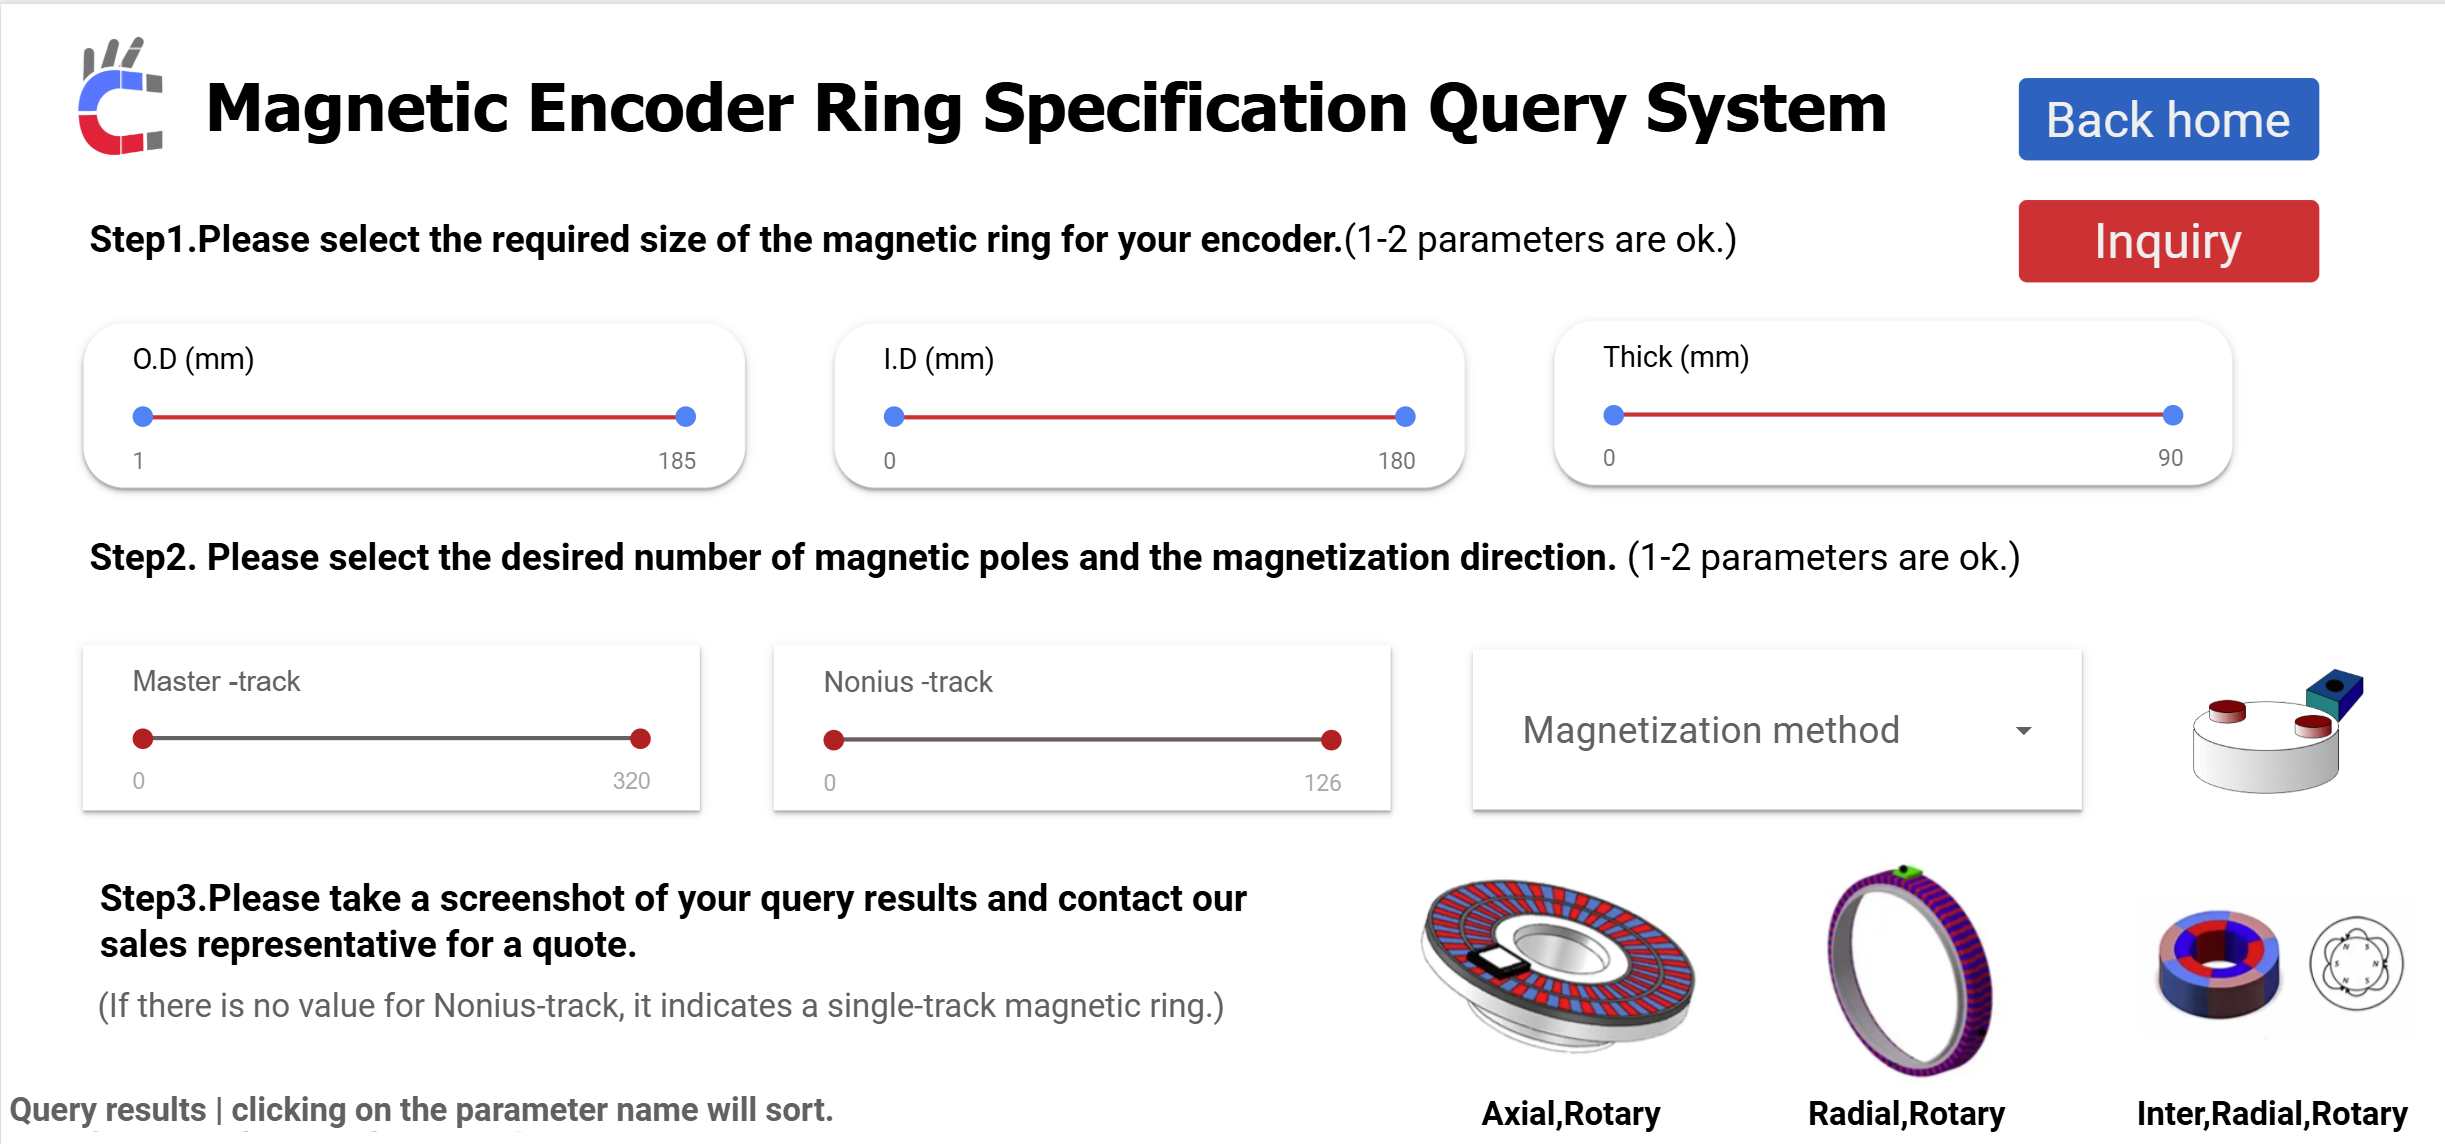 Magnetic Encoder Ring Specification Query System
Back home
Step1.Please select the required size of the magnetic ring for your encoder.(1-2 parameters are ok.)
Inquiry
O.D (mm)
1 185
I.D (mm)
0 180
Thick (mm)
0 90
Step2. Please select the desired number of magnetic poles and the magnetization direction. (1-2 parameters are ok.)
Master -track
0 320
Nonius -track
0 126
Magnetization method
Step3.Please take a screenshot of your query results and contact our
sales representative for a quote.
(If there is no value for Nonius-track, it indicates a single-track magnetic ring.)
Query results | clicking on the parameter name will sort.
Axial,Rotary
Radial,Rotary
Inter,Radial,Rotary